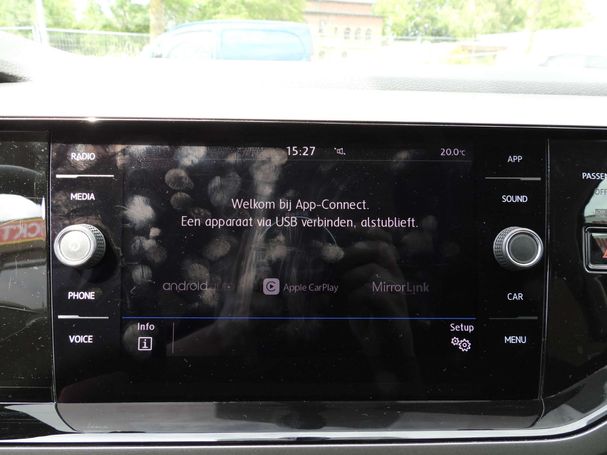 RADIO
MEDIA
PHONE
VOICE
15:27
20.0°C
Welkom bij App-Connect.
Een apparaat via USB verbinden, alstublieft.
android
Apple CarPlay
MirrorLink
Info
Setup
APP
SOUND
CAR
MENU
PASSEN